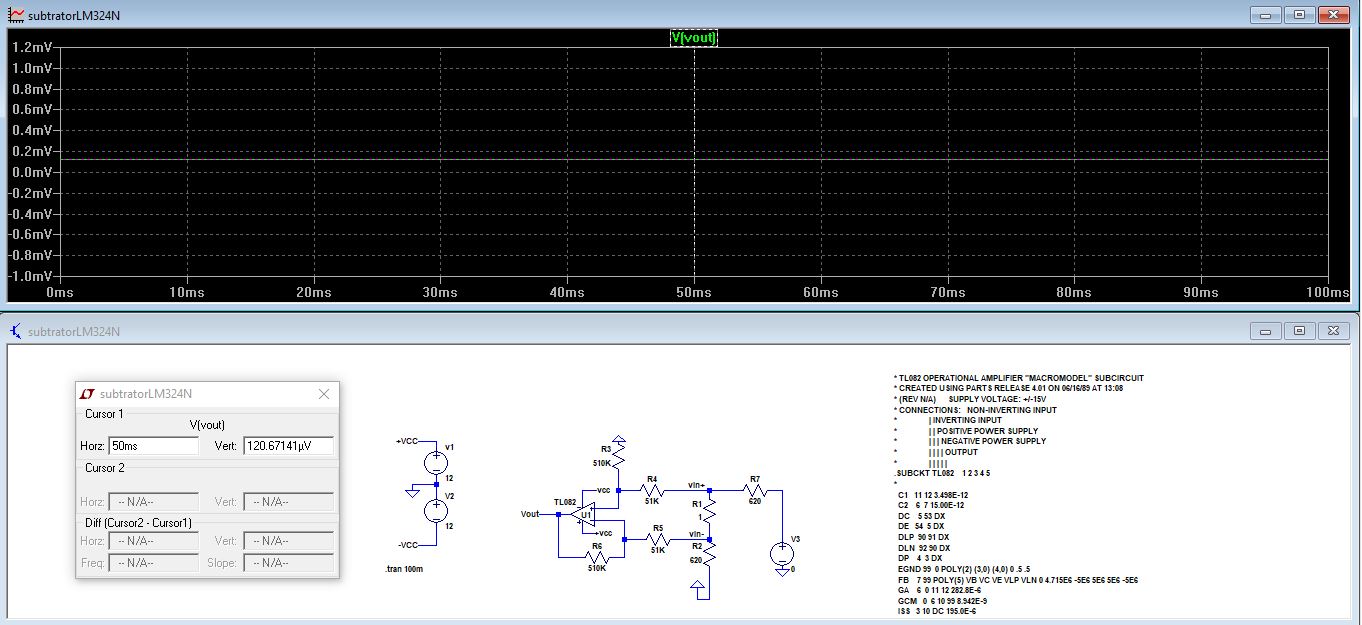 subtratorLM324N
V(vout)
1.2mV
1.0mV
0.8mV
0.6mV
0.4mV
0.2mV
0.0mV
-0.2mV
-0.4mV
-0.6mV
-0.8mV
-1.0mV
0ms 10ms 20ms 30ms 40ms 50ms 60ms 70ms 80ms 90ms 100ms
subtratorLM324N
subtratorLM324N
Cursor 1
V(vout)
Horz: 50ms Vert: 120.67141µV
Cursor 2
Horz: -- N/A-- Vert: -- N/A--
Diff (Cursor2 - Cursor1)
Horz: -- N/A-- Vert: -- N/A--
Freq: -- N/A-- Slope: -- N/A--
+VCC
v1
12
V2
12
-VCC
.tran 100m
R3
510K
R4
51K
vin+
R7
620
-vcc
TL082
U1
Vout
+vcc
R1
1
R5
51K
vin-
R6
510K
R2
620
V3
0
* TL082 OPERATIONAL AMPLIFIER "MACROMODEL" SUBCIRCUIT
* CREATED USING PARTS RELEASE 4.01 ON 06/16/89 AT 13:08
* (REV N/A) SUPPLY VOLTAGE: +/-15V
* CONNECTIONS: NON-INVERTING INPUT
* | INVERTING INPUT
* | | POSITIVE POWER SUPPLY
* | | | NEGATIVE POWER SUPPLY
* | | | | OUTPUT
* | | | | |
.SUBCKT TL082 1 2 3 4 5
*
C1 11 12 3.498E-12
C2 6 7 15.00E-12
DC 5 53 DX
DE 54 5 DX
DLP 90 91 DX
DLN 92 90 DX
DP 4 3 DX
EGND 99 0 POLY(2) (3,0) (4,0) 0 .5 .5
FB 7 99 POLY(5) VB VC VE VLP VLN 0 4.715E6 -5E6 5E6 5E6 -5E6
GA 6 0 11 12 282.8E-6
GCM 0 6 10 99 8.942E-9
ISS 3 10 DC 195.0E-6